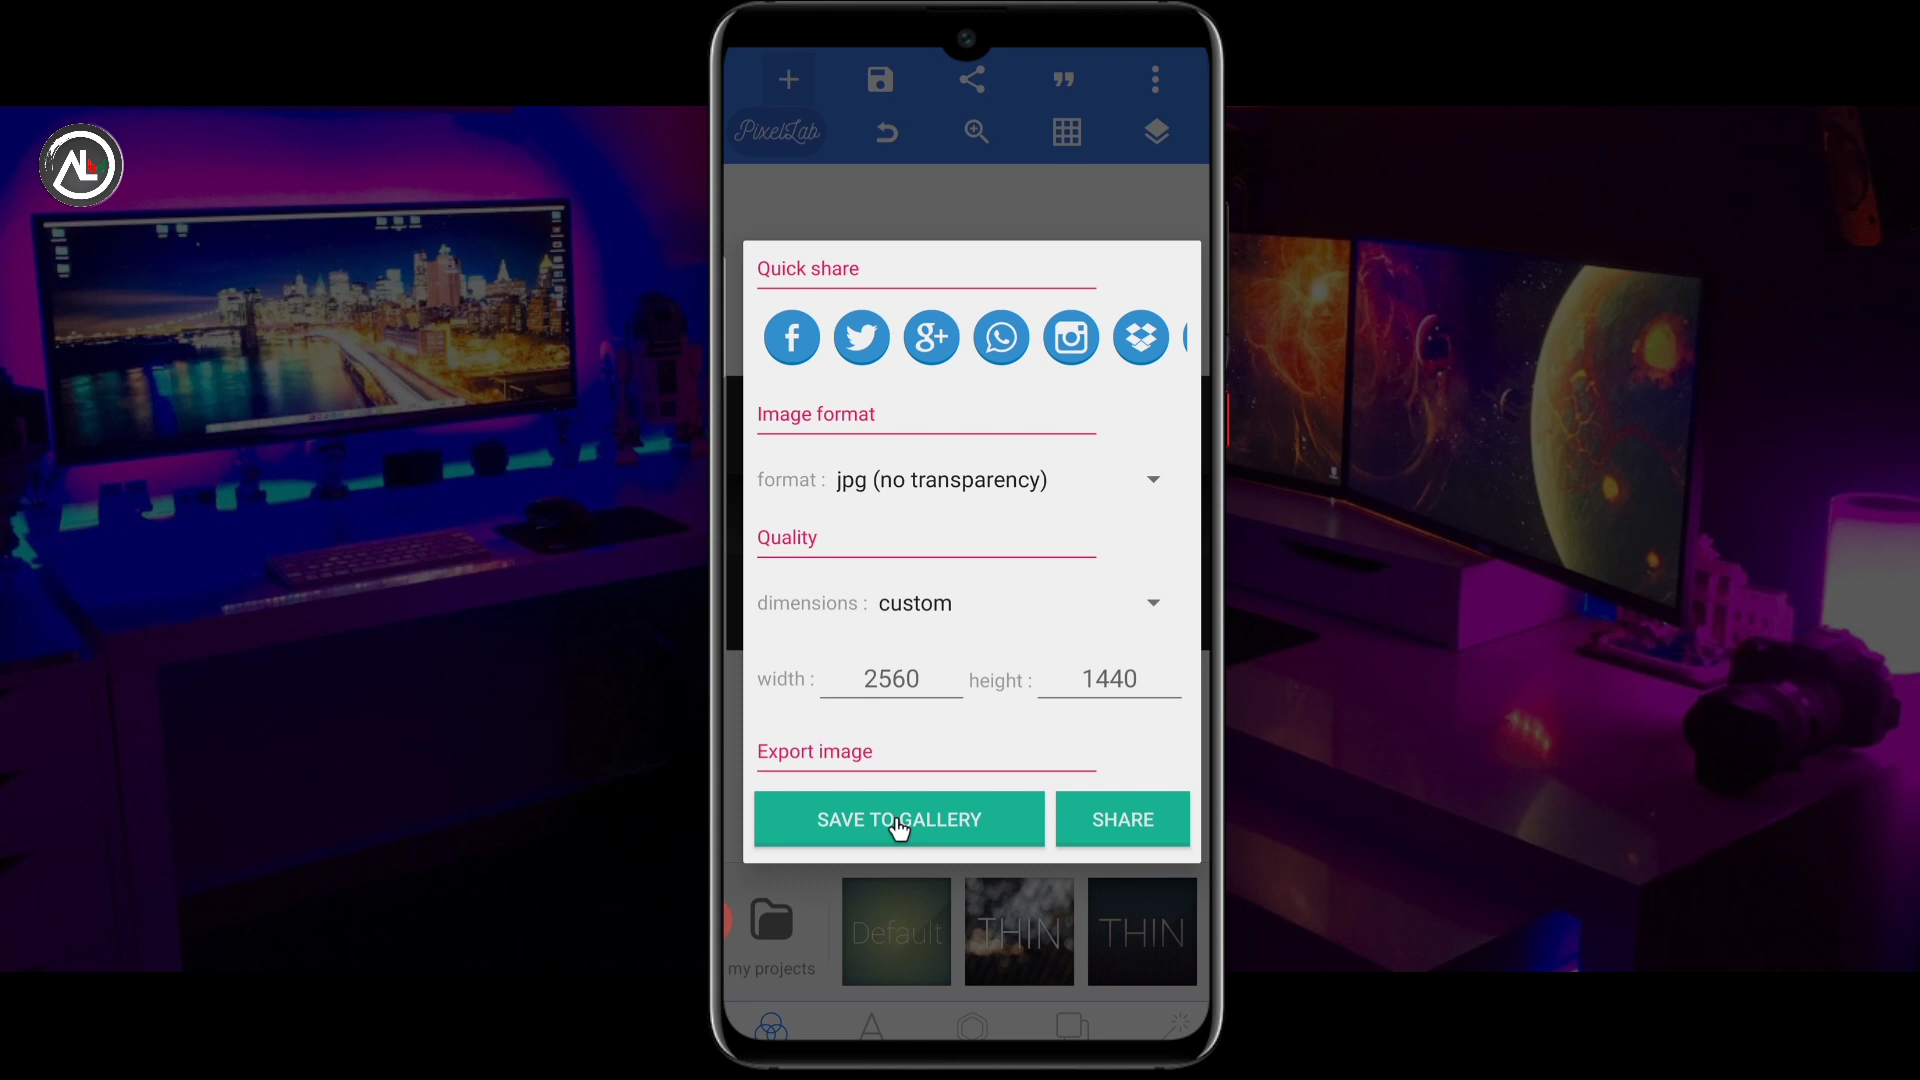 PixelLab
Quick share
Image format
format : jpg (no transparency)
Quality
dimensions : custom
width : 2560 height : 1440
Export image
SAVE TO GALLERY SHARE
my projects
Default
THIN
THIN
AL